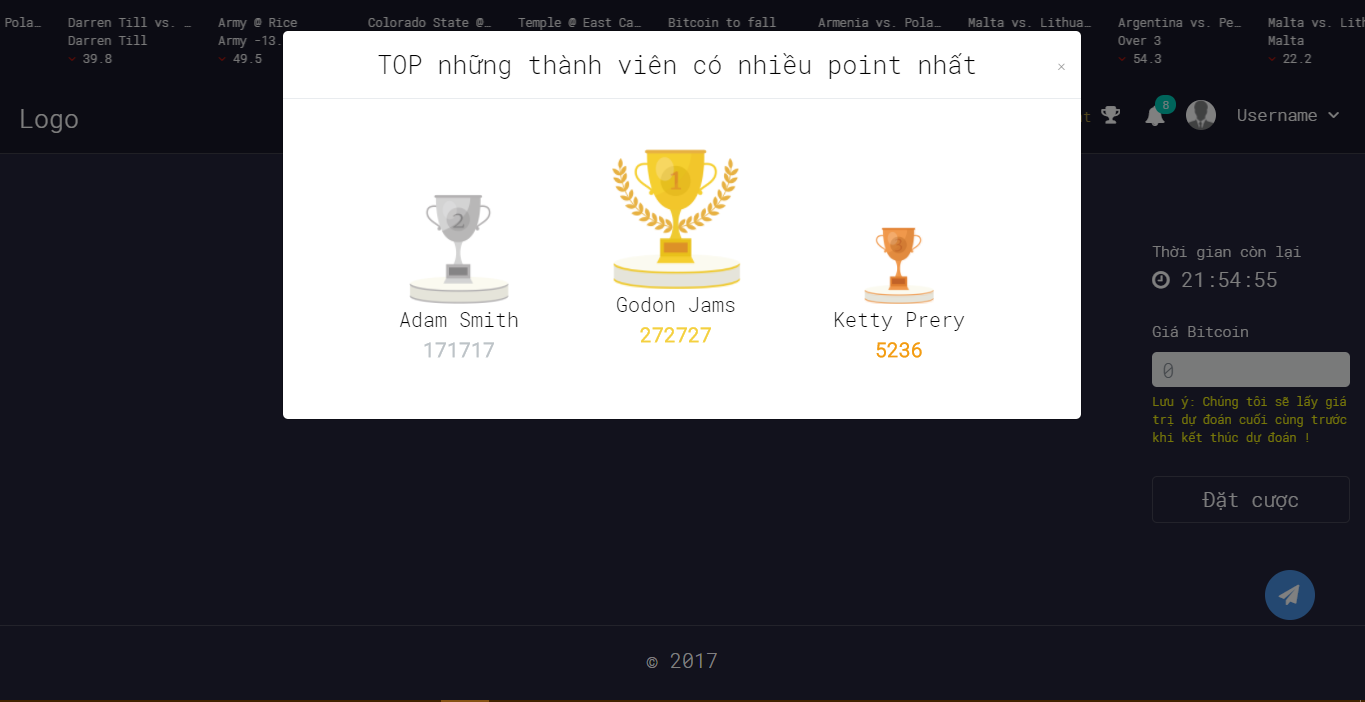 Pola…
Darren Till vs. …
Army @ Rice
Colorado State @…
Temple @ East Ca…
Bitcoin to fall
Armenia vs. Pola…
Malta vs. Lithua…
Argentina vs. Pe…
Malta vs. Lith
Darren Till
Army -13.
Over 3
Malta
39.8
49.5
54.3
22.2
TOP những thành viên có nhiều point nhất
×
Logo
t
8
Username
1
2
3
Adam Smith
171717
Godon Jams
272727
Ketty Prery
5236
Thời gian còn lại
21:54:55
Giá Bitcoin
0
Lưu ý: Chúng tôi sẽ lấy giá
trị dự đoán cuối cùng trước
khi kết thúc dự đoán !
Đặt cược
© 2017